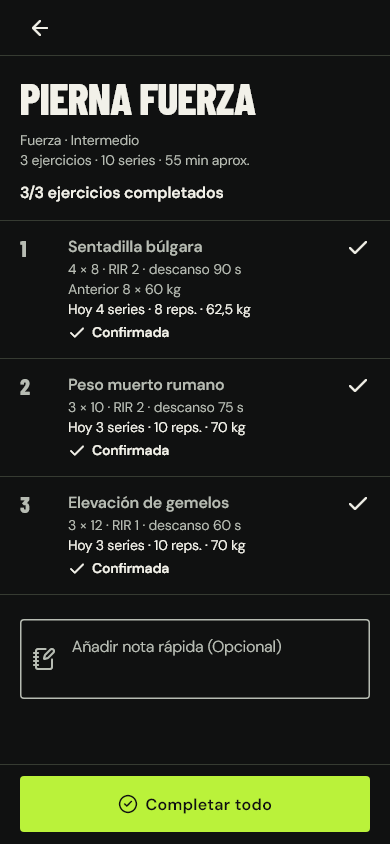 PIERNA FUERZA
Fuerza · Intermedio
3 ejercicios · 10 series · 55 min aprox.
3/3 ejercicios completados
1
Sentadilla búlgara
4 × 8 · RIR 2 · descanso 90 s
Anterior 8 × 60 kg
Hoy 4 series · 8 reps. · 62,5 kg
Confirmada
2
Peso muerto rumano
3 × 10 · RIR 2 · descanso 75 s
Hoy 3 series · 10 reps. · 70 kg
Confirmada
3
Elevación de gemelos
3 × 12 · RIR 1 · descanso 60 s
Hoy 3 series · 10 reps. · 70 kg
Confirmada
Añadir nota rápida (Opcional)
Completar todo